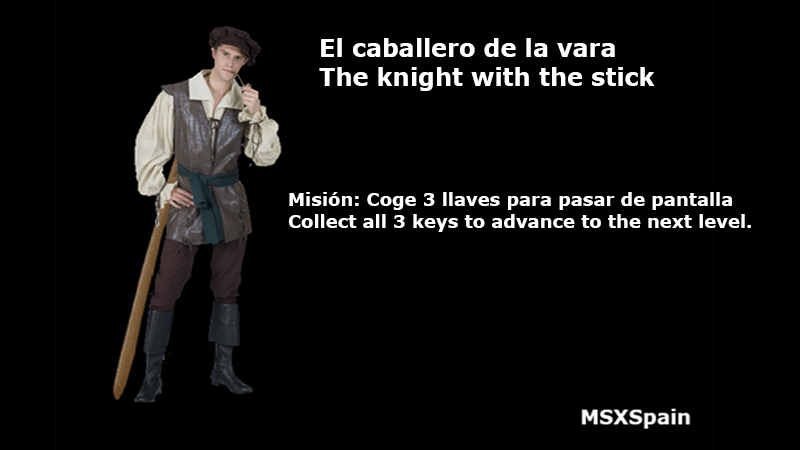 El caballero de la vara
The knight with the stick
Misión: Coge 3 llaves para pasar de pantalla
Collect all 3 keys to advance to the next level.
MSXSpain